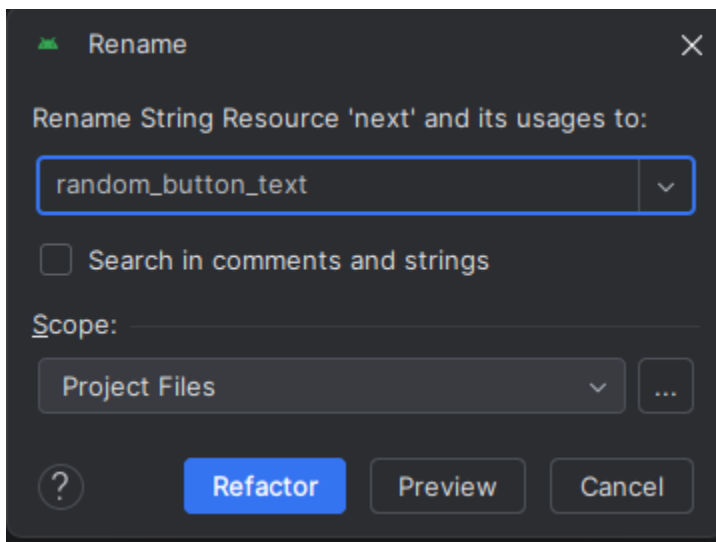 Rename
Rename String Resource 'next' and its usages to:
random_button_text
Search in comments and strings
Scope:
Project Files
...
? Refactor Preview Cancel